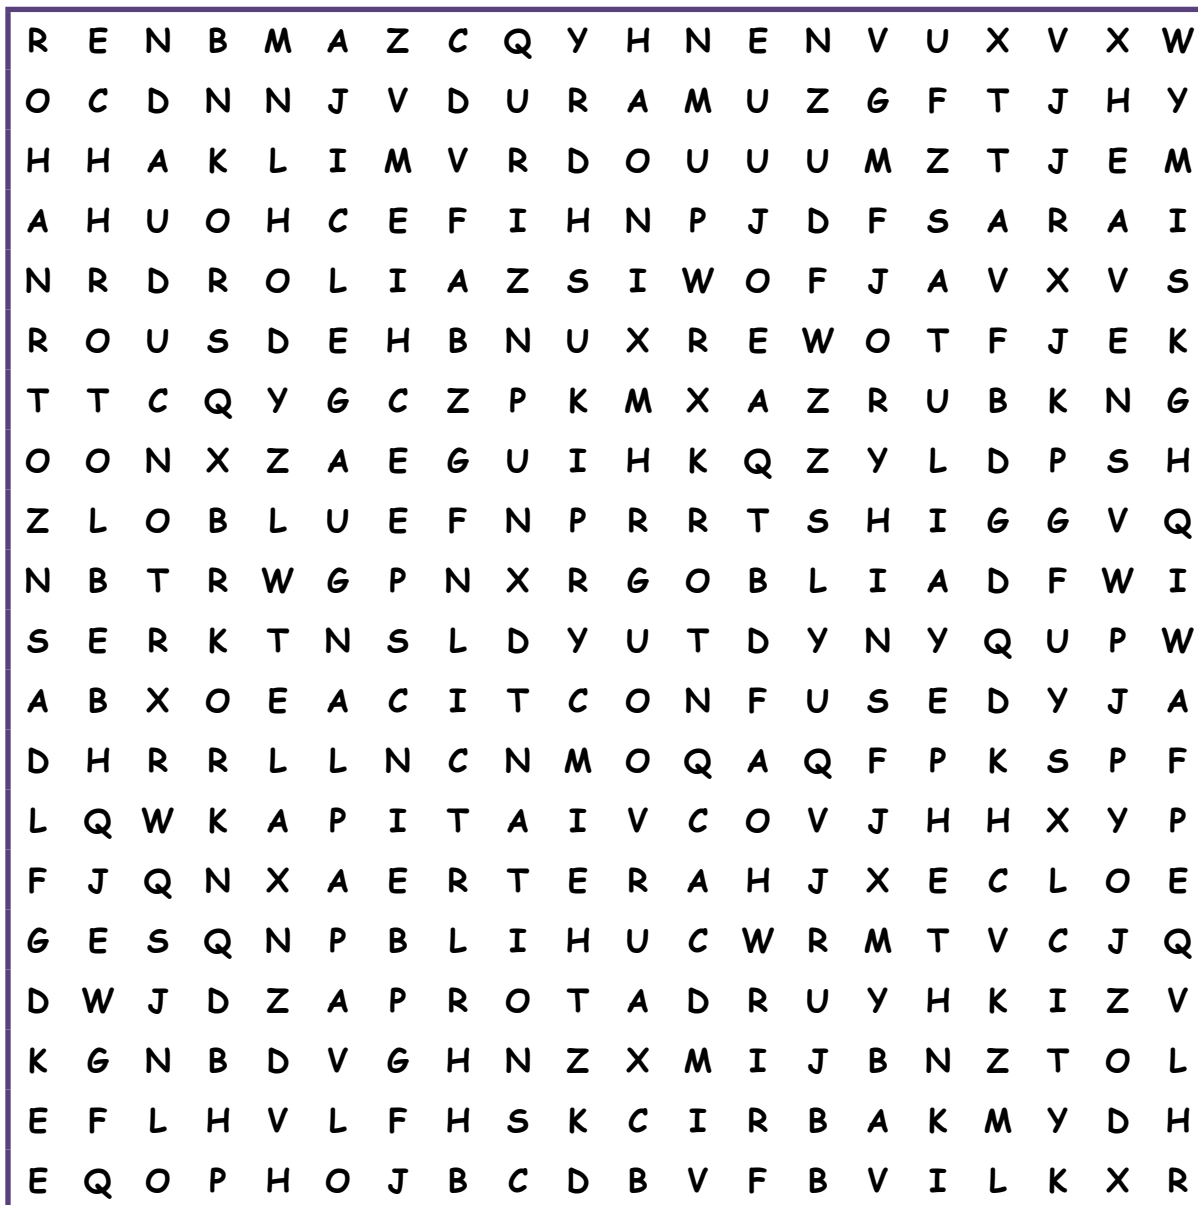 R E N B M A Z C Q Y H N E N V U X V X W
O C D N N J V D U R A M U Z G F T J H Y
H H A K L I M V R D O U U U M Z T J E M
A H U O H C E F I H N P J D F S A R A I
N R D R O L I A Z S I W O F J A V X V S
R O U S D E H B N U X R E W O T F J E K
T T C Q Y G C Z P K M X A Z R U B K N G
O O N X Z A E G U I H K Q Z Y L D P S H
Z L O B L U E F N P R R T S H I G G V Q
N B T R W G P N X R G O B L I A D F W I
S E R K T N S L D Y U T D Y N Y Q U P W
A B X O E A C I T C O N F U S E D Y J A
D H R R L L N C N M O Q A Q F P K S P F
L Q W K A P I T A I V C O V J H H X Y P
F J Q N X A E R T E R A H J X E C L O E
G E S Q N P B L I H U C W R M T V C J Q
D W J D Z A P R O T A D R U Y H K I Z V
K G N B D V G H N Z X M I J B N Z T O L
E F L H V L F H S K C I R B A K M Y D H
E Q O P H O J B C D B V F B V I L K X R